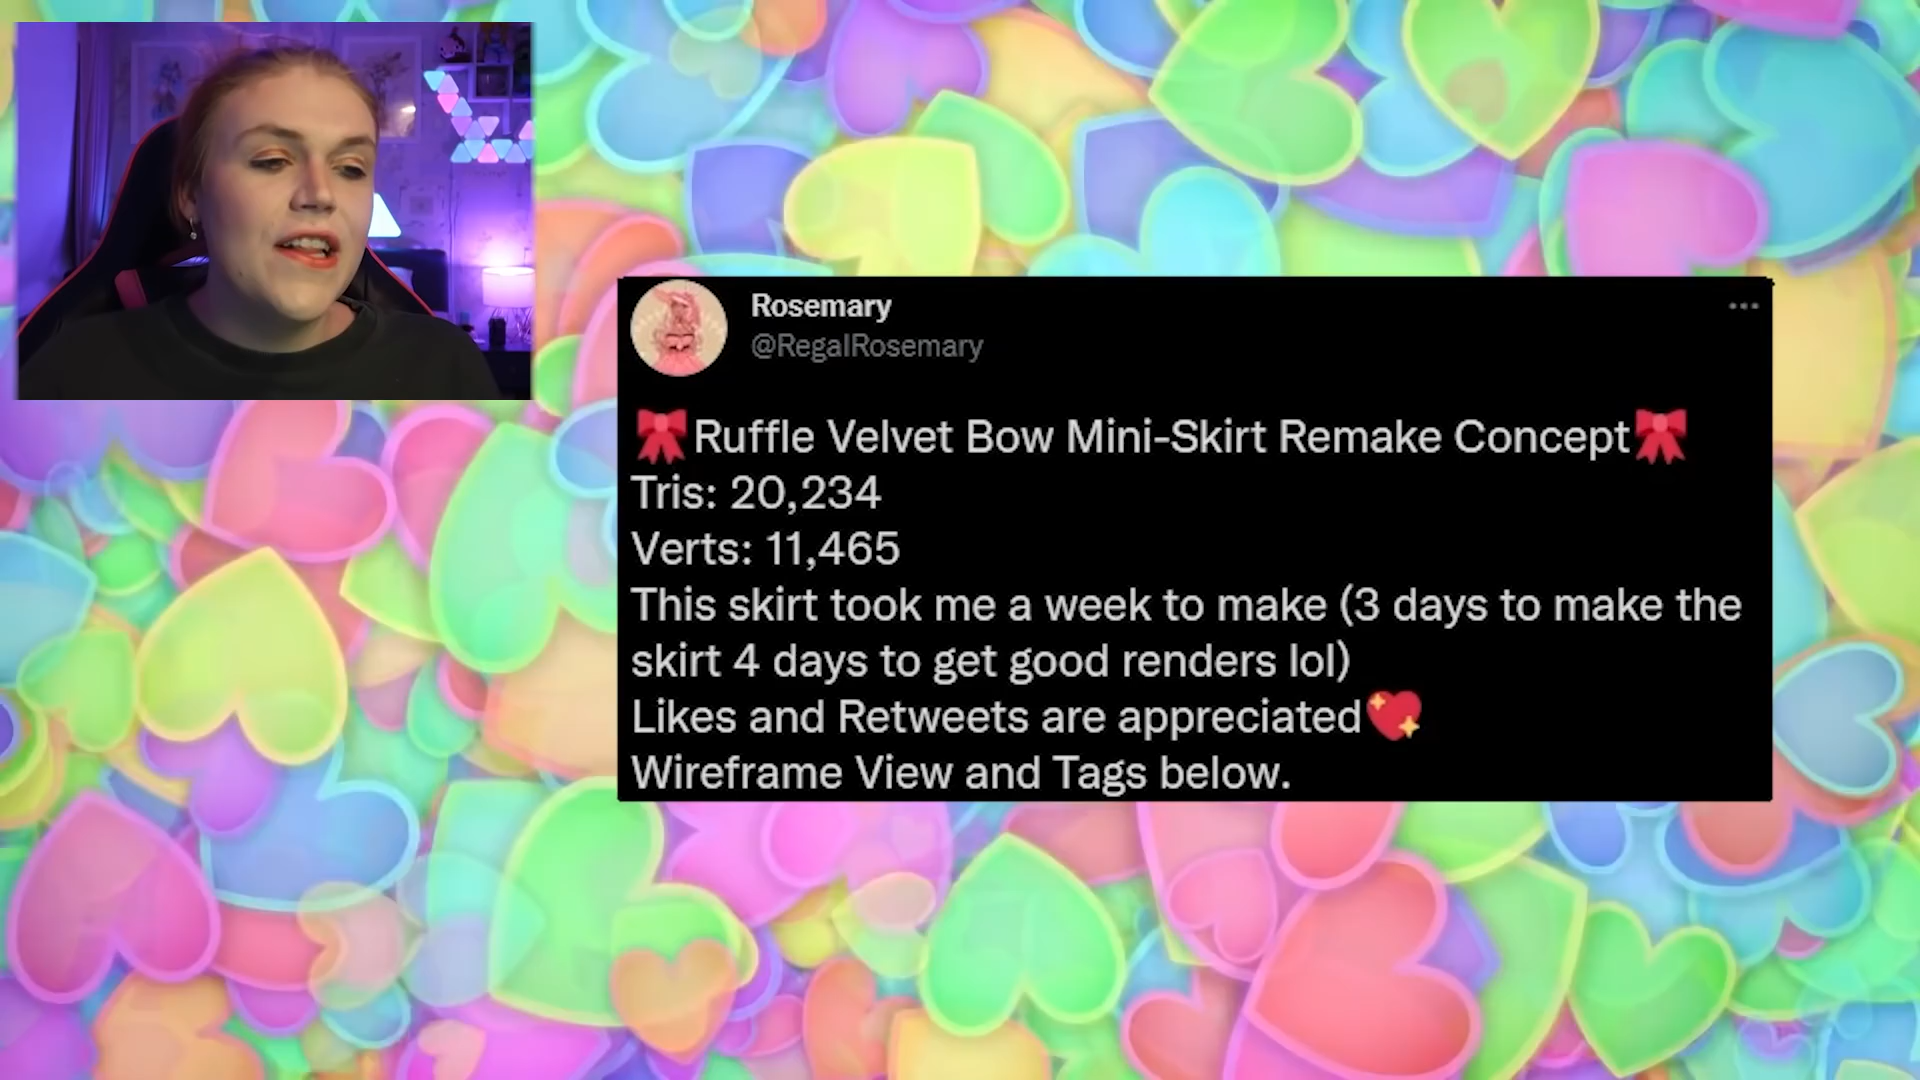 Rosemary
@RegalRosemary
🎀Ruffle Velvet Bow Mini-Skirt Remake Concept🎀
Tris: 20,234
Verts: 11,465
This skirt took me a week to make (3 days to make the
skirt 4 days to get good renders lol)
Likes and Retweets are appreciated💖
Wireframe View and Tags below.